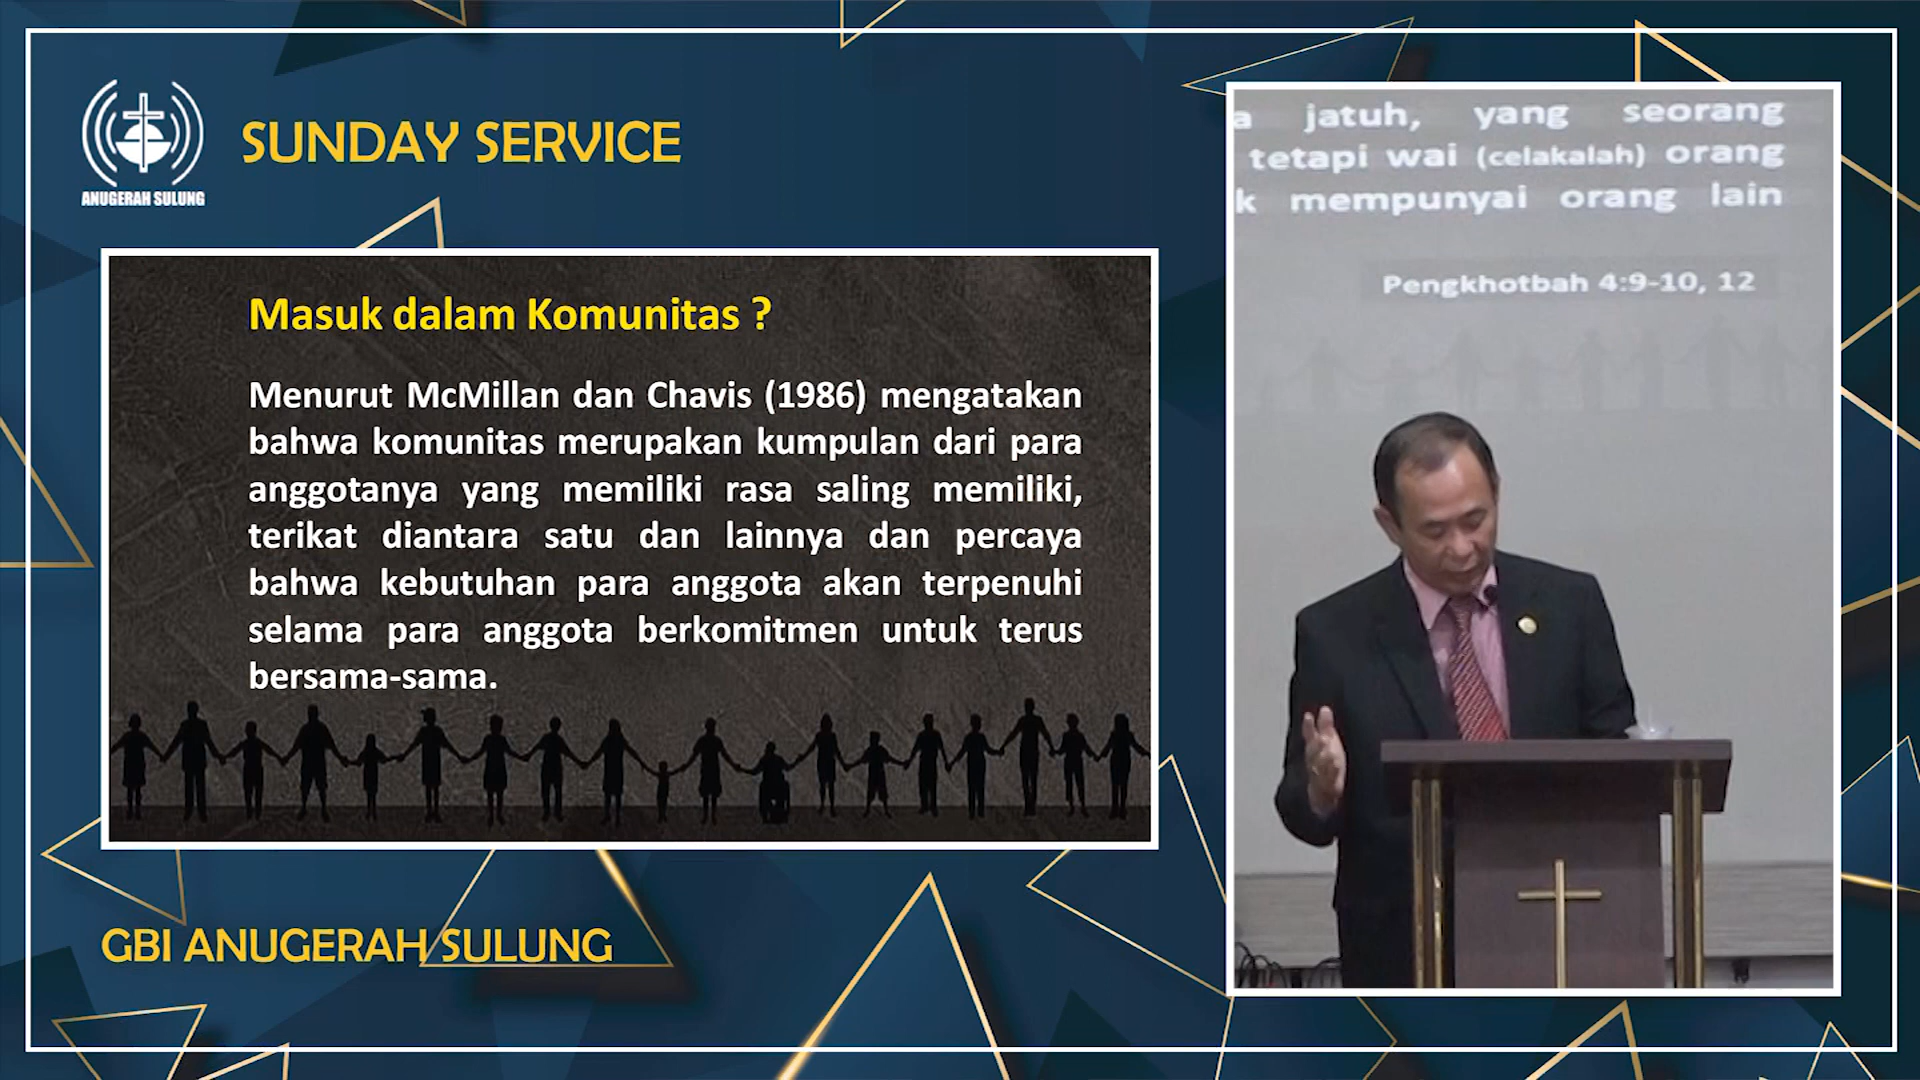 SUNDAY SERVICE
ANUGERAH SULUNG
Masuk dalam Komunitas ?
Menurut McMillan dan Chavis (1986) mengatakan
bahwa komunitas merupakan kumpulan dari para
anggotanya yang memiliki rasa saling memiliki,
terikat diantara satu dan lainnya dan percaya
bahwa kebutuhan para anggota akan terpenuhi
selama para anggota berkomitmen untuk terus
bersama-sama.
GBI ANUGERAH SULUNG
a jatuh, yang seorang
tetapi wai (celakalah) orang
k mempunyai orang lain
Pengkhotbah 4:9-10, 12